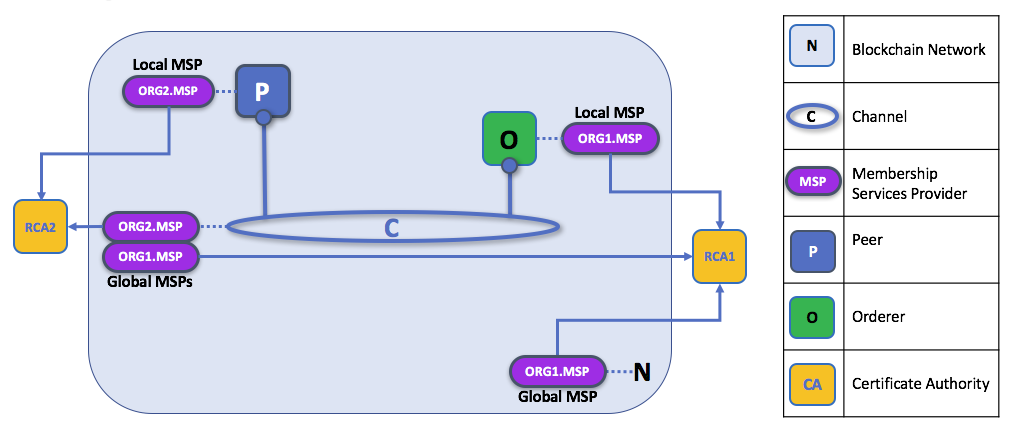 Local MSP
ORG2.MSP
P
Local MSP
O
ORG1.MSP
RCA2
ORG2.MSP
C
ORG1.MSP
RCA1
Global MSPs
ORG1.MSP
N
Global MSP
N
Blockchain Network
C
Channel
MSP
Membership
Services Provider
P
Peer
O
Orderer
CA
Certificate Authority